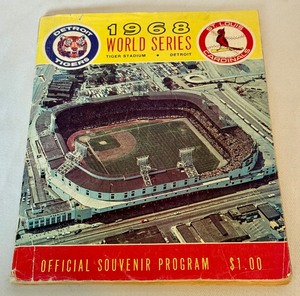 DETROIT
TIGERS
1968
WORLD SERIES
TIGER STADIUM • DETROIT
ST. LOUIS
CARDINALS
OFFICIAL SOUVENIR PROGRAM $1.00